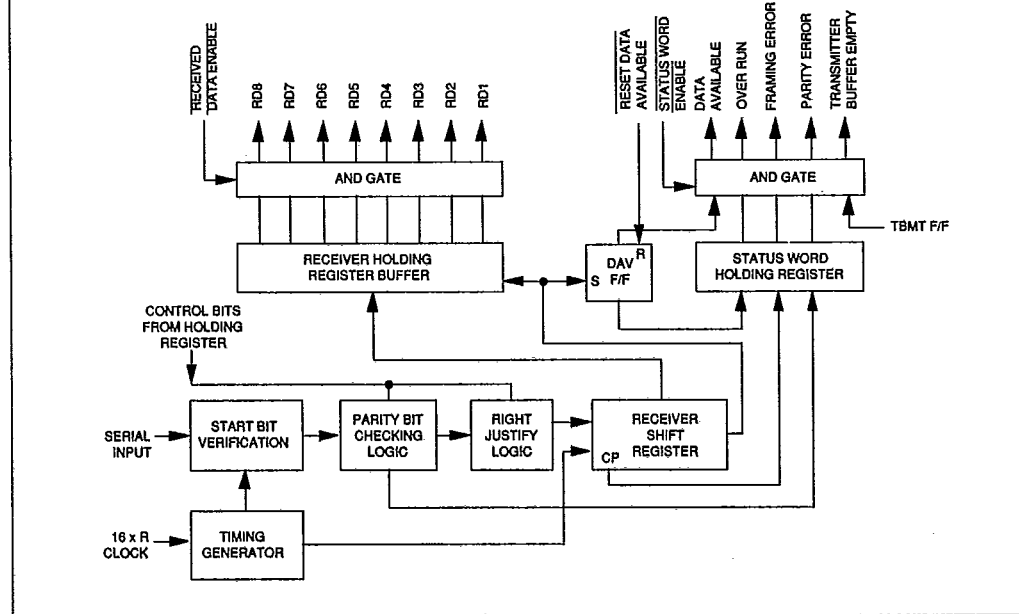 RECEIVED
DATA ENABLE
RD8
RD7
RD6
RD5
RD4
RD3
RD2
RD1
RESET DATA
AVAILABLE
STATUS WORD
ENABLE
DATA
AVAILABLE
OVER RUN
FRAMING ERROR
PARITY ERROR
TRANSMITTER
BUFFER EMPTY
AND GATE
AND GATE
TBMT F/F
RECEIVER HOLDING
REGISTER BUFFER
S
DAV
F/F
R
STATUS WORD
HOLDING REGISTER
CONTROL BITS
FROM HOLDING
REGISTER
SERIAL
INPUT
START BIT
VERIFICATION
PARITY BIT
CHECKING
LOGIC
RIGHT
JUSTIFY
LOGIC
RECEIVER
SHIFT
REGISTER
CP
16 x R
CLOCK
TIMING
GENERATOR